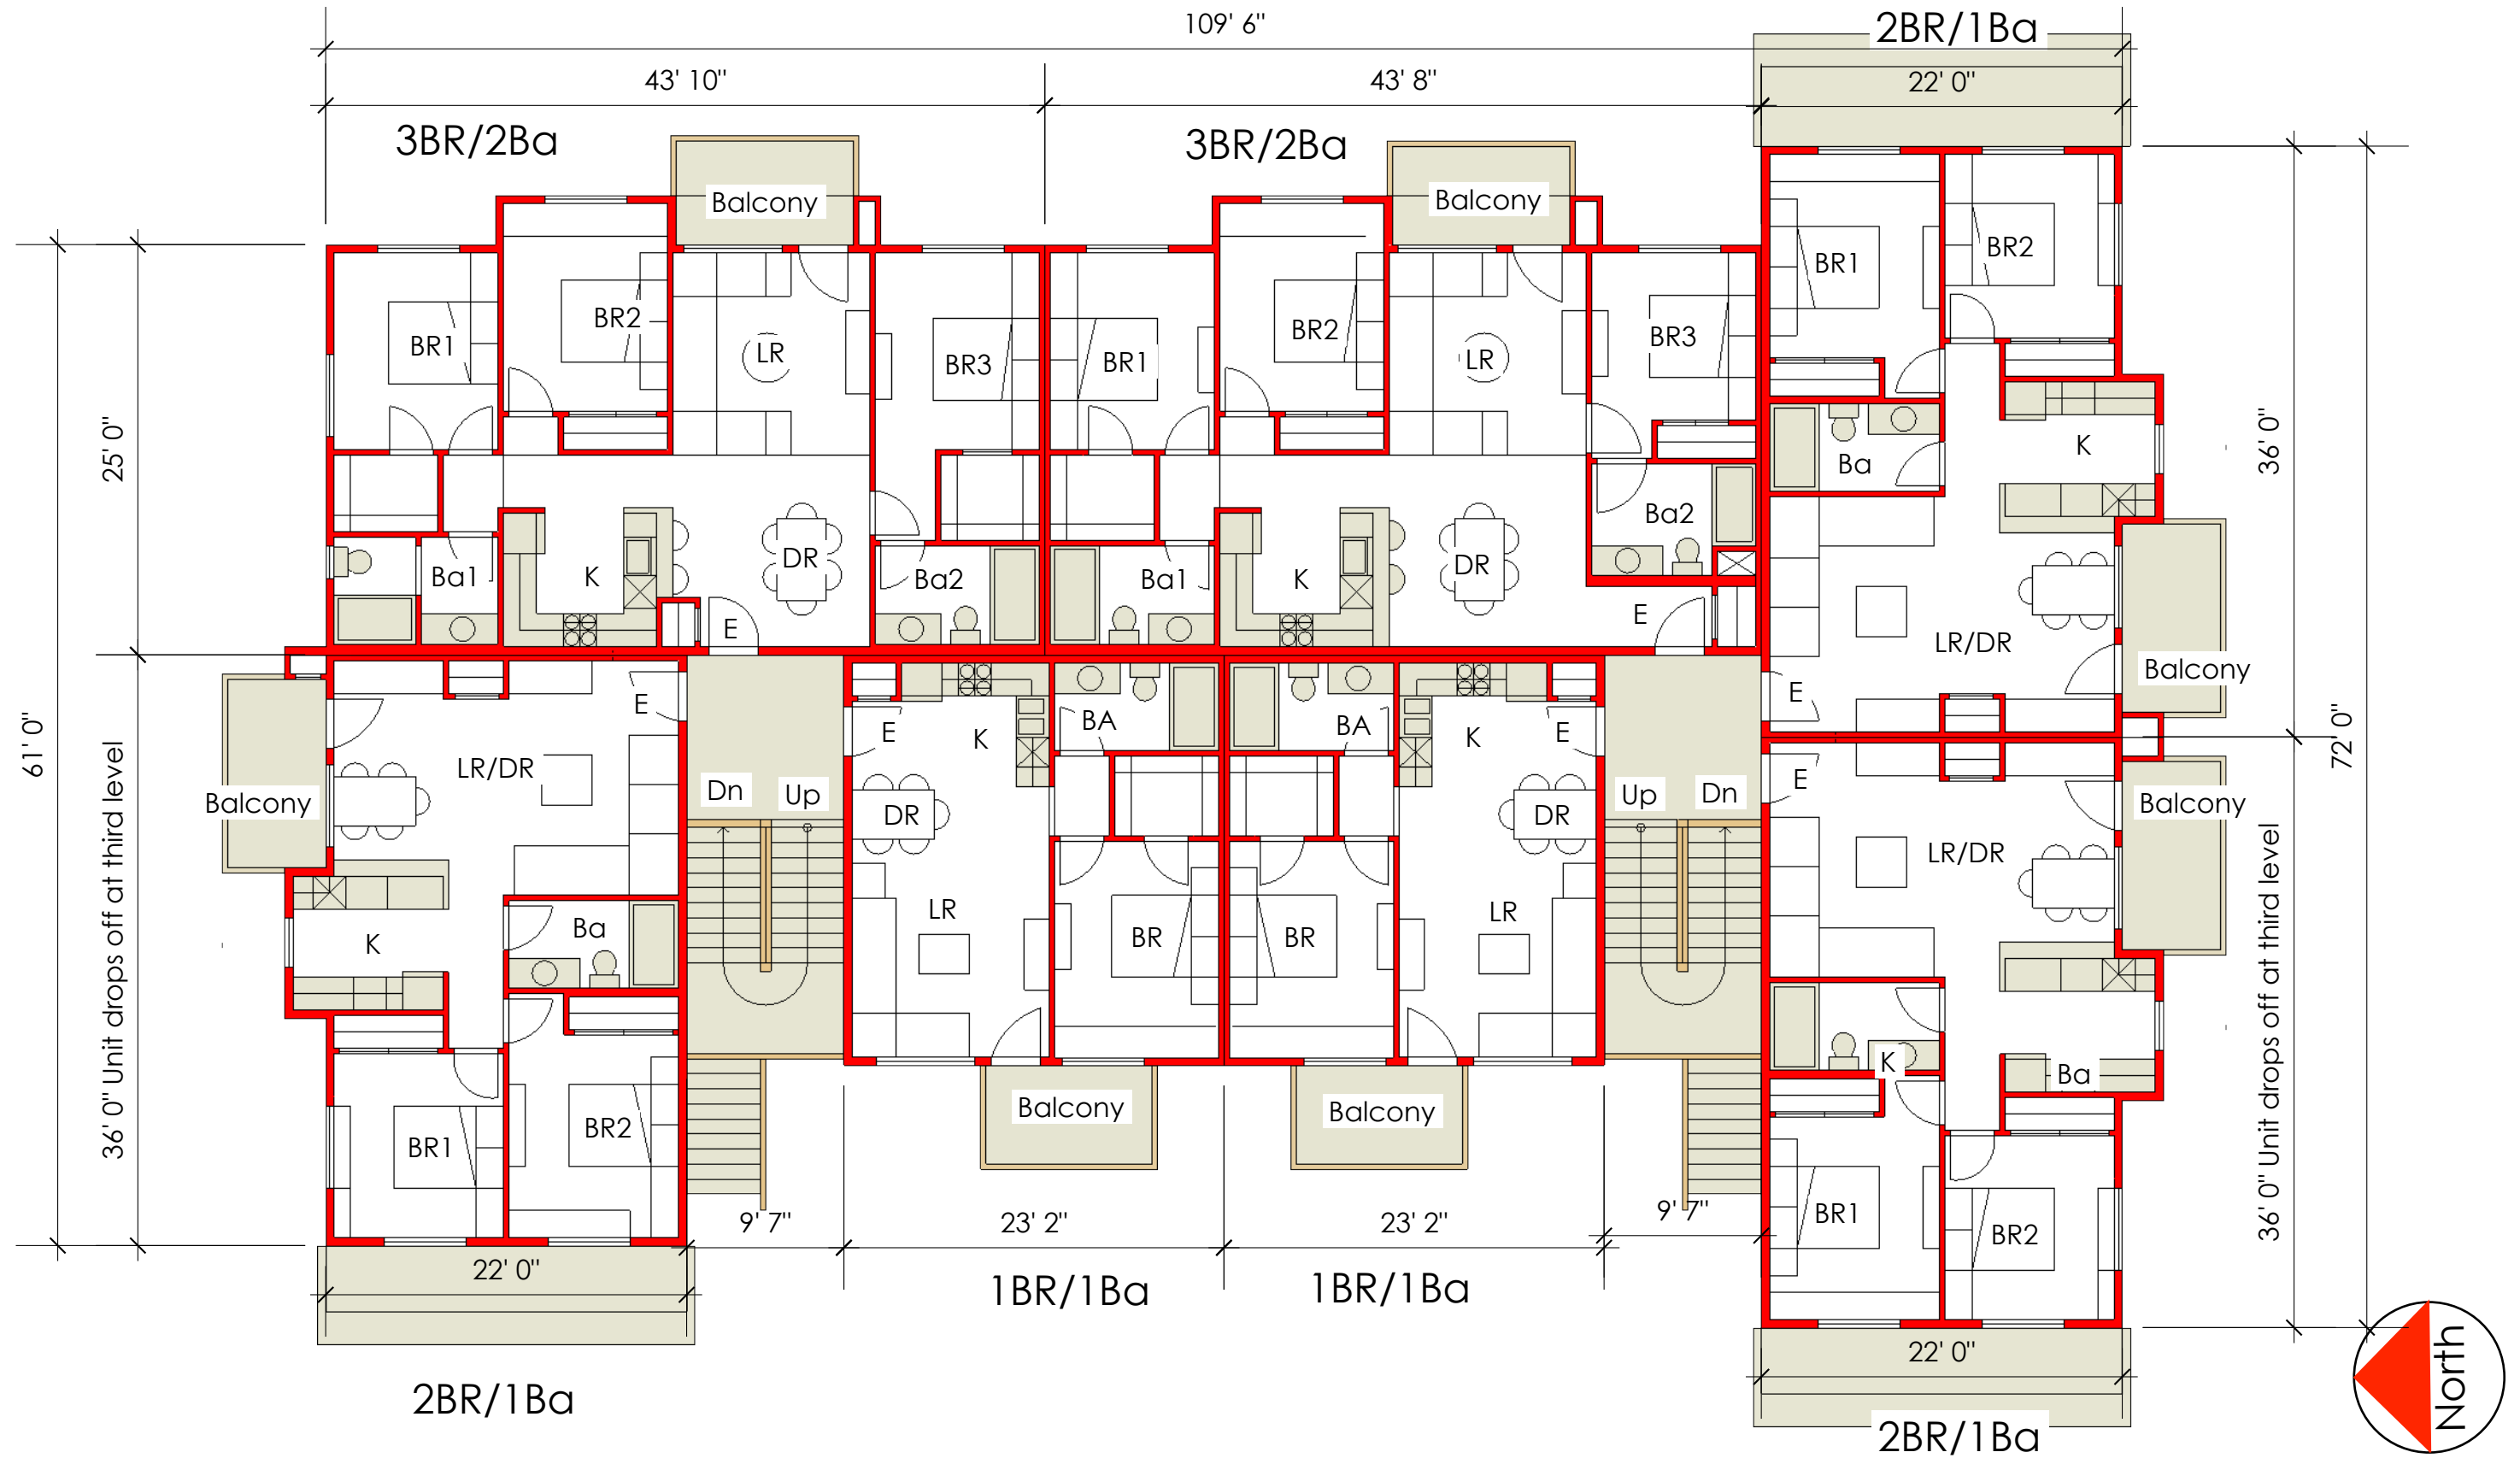 109' 6"
2BR/1Ba
43' 10"
43' 8"
22' 0"
3BR/2Ba
3BR/2Ba
Balcony
Balcony
BR1
BR2
BR2
BR1
LR
BR3
BR1
BR2
LR
BR3
25' 0"
36' 0"
K
Ba
Ba2
K
Ba1
DR
Ba2
Ba1
K
DR
E
E
LR/DR
Balcony
E
E
BA
K
E
BA
K
E
61' 0"
72' 0"
36' 0" Unit drops off at third level
LR/DR
Balcony
Dn
Up
DR
Up
Dn
DR
E
Balcony
LR/DR
36' 0" Unit drops off at third level
K
Ba
LR
BR
BR
LR
K
Ba
BR1
BR2
Balcony
Balcony
BR1
BR2
9' 7"
23' 2"
23' 2"
9' 7"
22' 0"
1BR/1Ba
1BR/1Ba
22' 0"
2BR/1Ba
2BR/1Ba
North